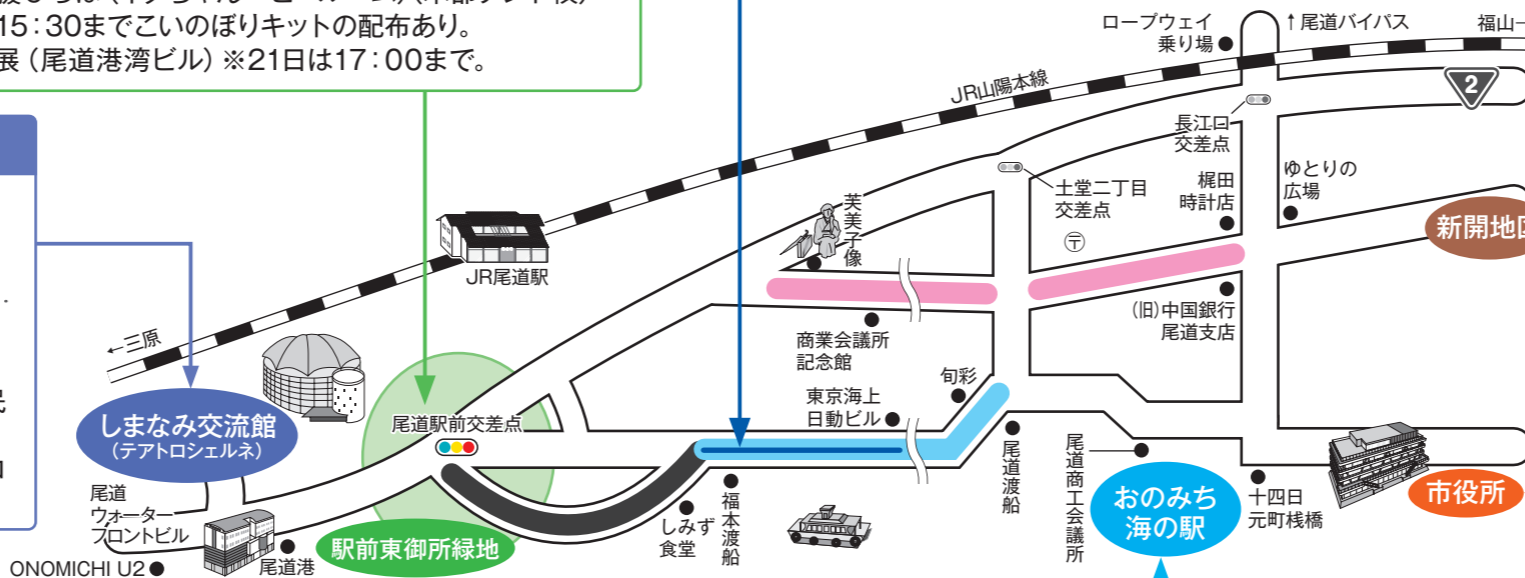 15：30までこいのぼりキットの配布あり。
展（尾道港湾ビル）※21日は17：00まで。
ロープウェイ
乗り場
↑尾道バイパス
福山
2
JR山陽本線
長江口
交差点
土堂二丁目
交差点
〒
梶田
時計店
ゆとりの
広場
新開地区
芙美子像
JR尾道駅
←三原
(旧)中国銀行
尾道支店
商業会議所
記念館
旬彩
東京海上
日動ビル
しまなみ交流館
（テアトロシェルネ）
尾道駅前交差点
尾道
ウォーター
フロントビル
しみず
食堂
福本渡船
尾道渡船
尾道商工会議所
おのみち
海の駅
十四日
元町桟橋
市役所
駅前東御所緑地
尾道港
ONOMICHI U2